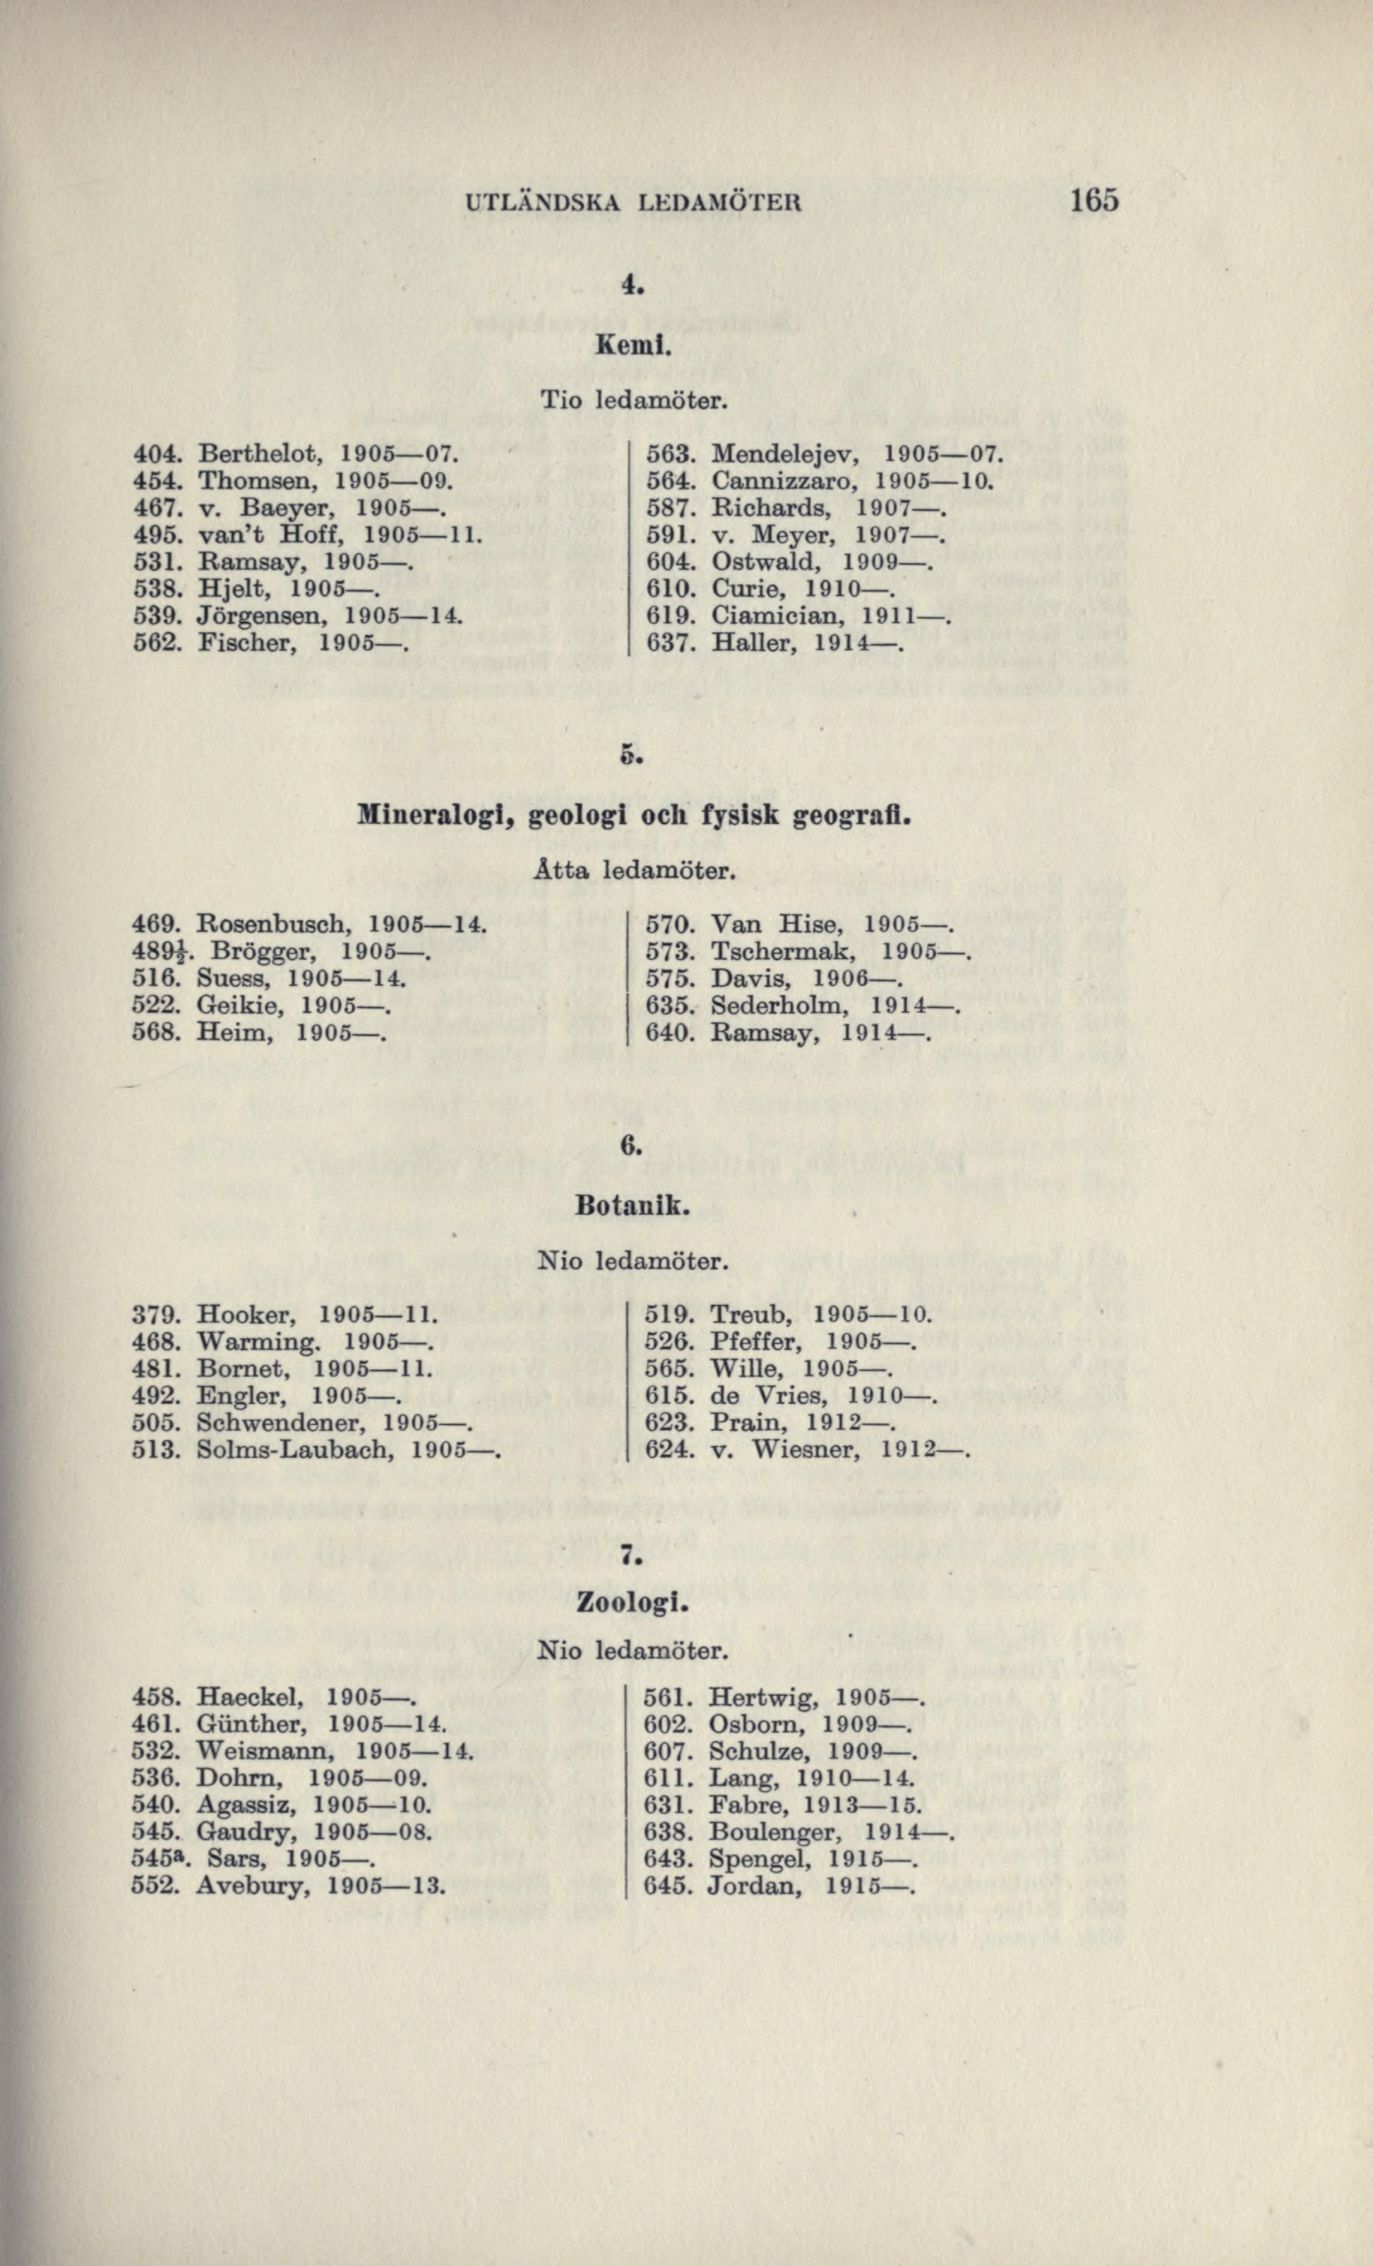 UTLÄNDSKA LEDAMÖTER 165
4.
Kemi.
Tio ledamöter.
404. Berthelot, 1905—07.
454. Thomsen, 1905—09.
467. v. Baeyer, 1905—.
495. van't Hoff, 1905—11.
531. Ramsay, 1905—.
538. Hjelt, 1905—.
539. Jörgensen, 1905—14.
562. Fischer, 1905—.
563. Mendelejev, 1905—07.
564. Cannizzaro, 1905—10.
587. Richards, 1907—.
591. v. Meyer, 1907—.
604. Ostwald, 1909—.
610. Curie, 1910—.
619. Ciamician, 1911—.
637. Haller, 1914—.
5.
Mineralogi, geologi och fysisk geografi.
Åtta ledamöter.
469. Rosenbusch, 1905—14.
489½. Brögger, 1905—.
516. Suess, 1905—14.
522. Geikie, 1905—.
568. Heim, 1905—.
570. Van Hise, 1905—.
573. Tschermak, 1905—.
575. Davis, 1906—.
635. Sederholm, 1914—.
640. Ramsay, 1914—.
6.
Botanik.
Nio ledamöter.
379. Hooker, 1905—11.
468. Warming. 1905—.
481. Bornet, 1905—11.
492. Engler, 1905—.
505. Schwendener, 1905—.
513. Solms-Laubach, 1905—.
519. Treub, 1905—10.
526. Pfeffer, 1905—.
565. Wille, 1905—.
615. de Vries, 1910—.
623. Prain, 1912—.
624. v. Wiesner, 1912—.
7.
Zoologi.
Nio ledamöter.
458. Haeckel, 1905—.
461. Günther, 1905—14.
532. Weismann, 1905—14.
536. Dohrn, 1905—09.
540. Agassiz, 1905—10.
545. Gaudry, 1905—08.
545ª. Sars, 1905—.
552. Avebury, 1905—13.
561. Hertwig, 1905—.
602. Osborn, 1909—.
607. Schulze, 1909—.
611. Lang, 1910—14.
631. Fabre, 1913—15.
638. Boulenger, 1914—.
643. Spengel, 1915—.
645. Jordan, 1915—.